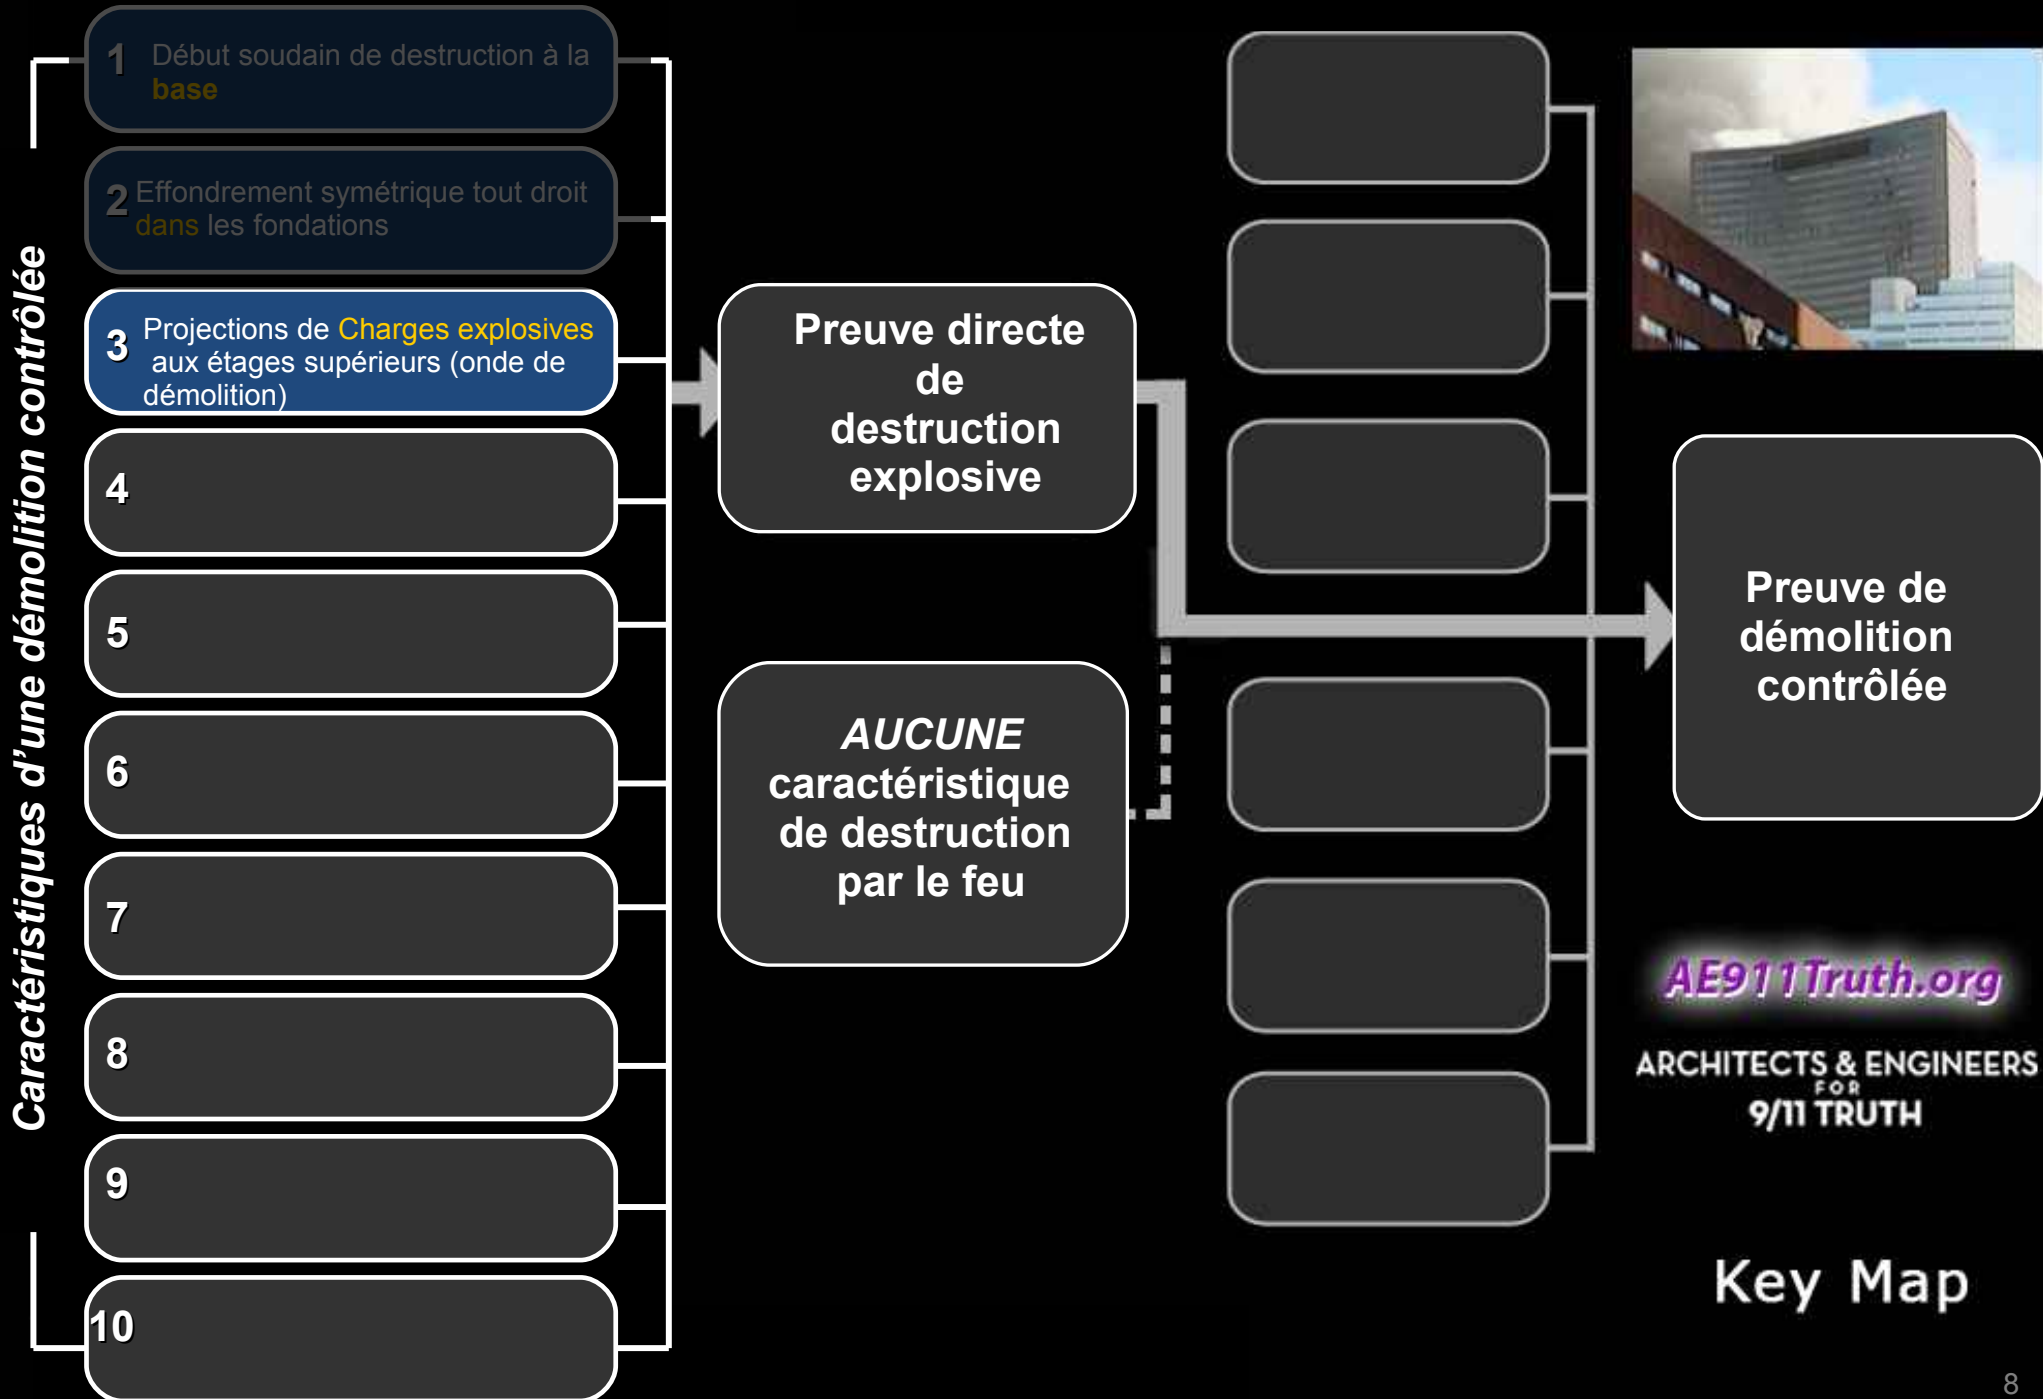 Caractéristiques d'une démolition contrôlée
1 Début soudain de destruction à la
base
2 Effondrement symétrique tout droit
dans les fondations
3 Projections de Charges explosives
aux étages supérieurs (onde de
démolition)
4
5
6
7
8
9
10
Preuve directe
de
destruction
explosive
AUCUNE
caractéristique
de destruction
par le feu
Preuve de
démolition
contrôlée
AE911Truth.org
ARCHITECTS & ENGINEERS
FOR
9/11 TRUTH
Key Map
8